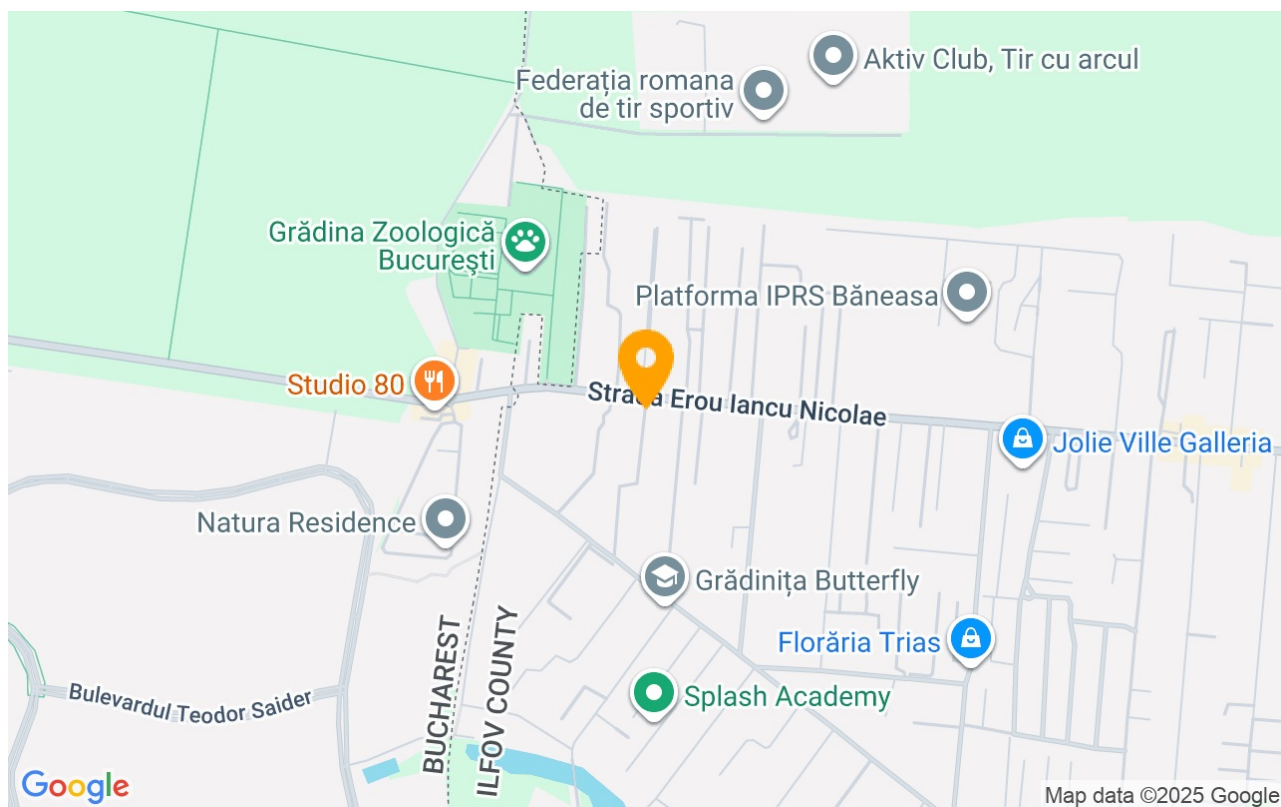 Aktiv Club, Tir cu arcul
Federația romana
de tir sportiv
Grădina Zoologică
Bucureşti
Platforma IPRS Băneasa
Studio 80
Strada Erou Iancu Nicolae
Jolie Ville Galleria
Natura Residence
Grădinița Butterfly
BUCHAREST
ILFOV COUNTY
Florăria Trias
Bulevardul Teodor Saider
Splash Academy
Google
Map data ©2025 Google